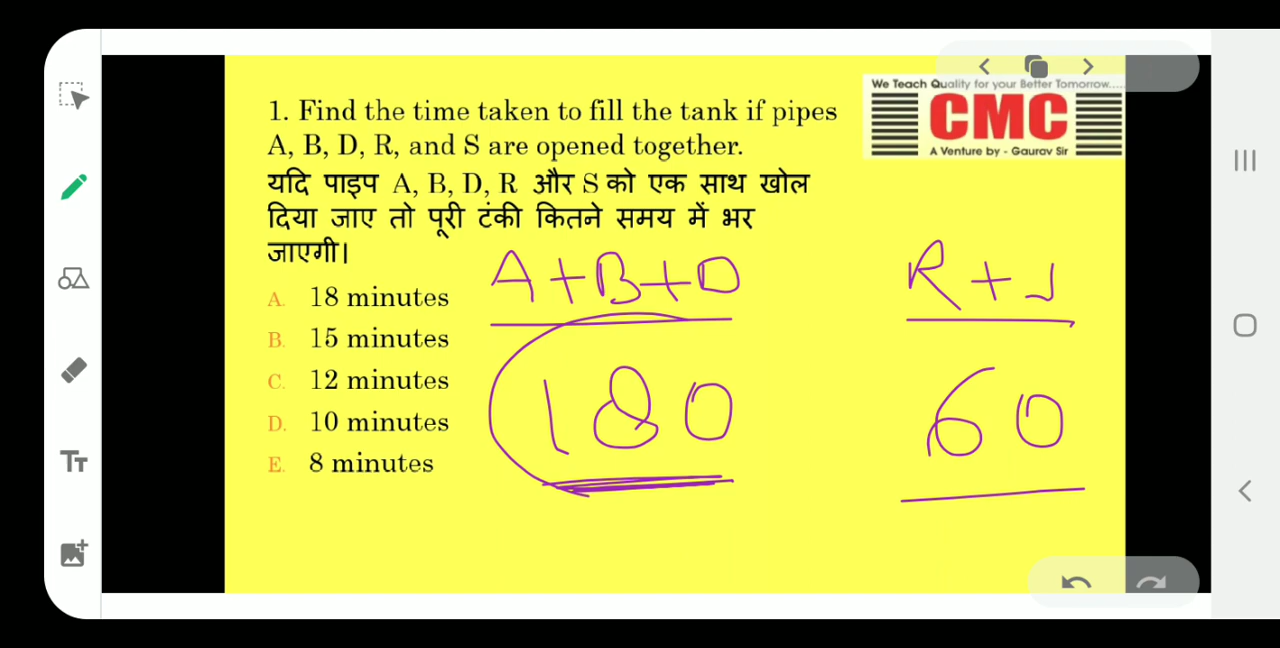 We Teach Quality for your Better Tomorrow.....
CMC
A Venture by - Gaurav Sir
1. Find the time taken to fill the tank if pipes
A, B, D, R, and S are opened together.
यदि पाइप A, B, D, R और S को एक साथ खोल
दिया जाए तो पूरी टंकी कितने समय में भर
जाएगी।
A. 18 minutes
B. 15 minutes
C. 12 minutes
D. 10 minutes
E. 8 minutes
A+B+D
180
R+S
60
Tт